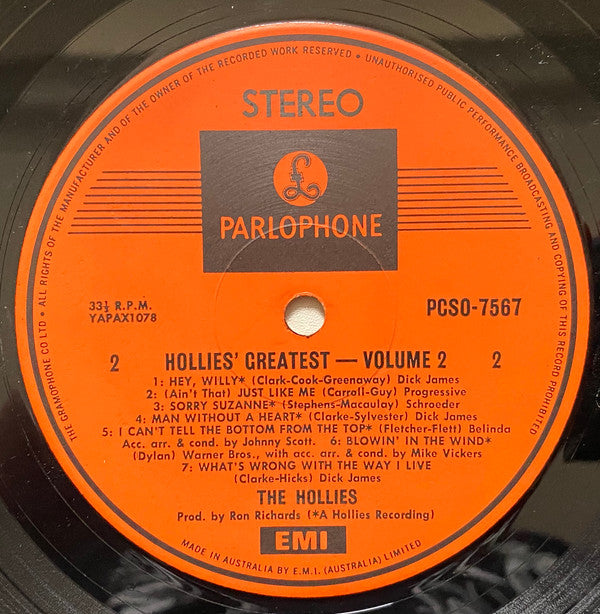 THE GRAMOPHONE CO LTD • ALL RIGHTS OF THE MANUFACTURER AND OF THE OWNER OF THE RECORDED WORK RESERVED • UNAUTHORISED PUBLIC PERFORMANCE BROADCASTING AND COPYING OF THIS RECORD PROHIBITED
STEREO
£
PARLOPHONE
33⅓ R.P.M.
YAPAX1078
PCSO-7567
2 HOLLIES' GREATEST — VOLUME 2 2
1: HEY, WILLY* (Clark-Cook-Greenaway) Dick James
2: (Ain't That) JUST LIKE ME (Carroll-Guy) Progressive
3: SORRY SUZANNE* (Stephens-Macaulay) Schroeder
4: MAN WITHOUT A HEART* (Clarke-Sylvester) Dick James
5: I CAN'T TELL THE BOTTOM FROM THE TOP* (Fletcher-Flett) Belinda
Acc. arr. & cond. by Johnny Scott. 6: BLOWIN' IN THE WIND*
(Dylan) Warner Bros., with acc. arr. & cond. by Mike Vickers
7: WHAT'S WRONG WITH THE WAY I LIVE
(Clarke-Hicks) Dick James
THE HOLLIES
Prod. by Ron Richards (*A Hollies Recording)
EMI
MADE IN AUSTRALIA BY E.M.I. (AUSTRALIA) LIMITED